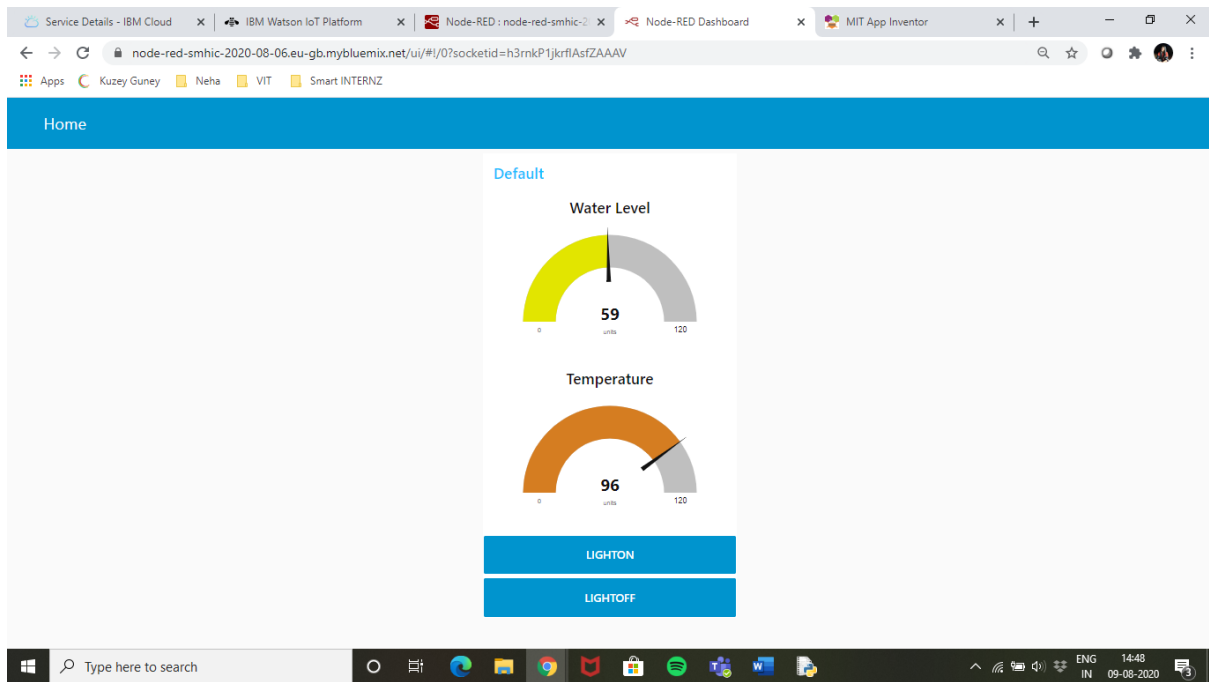 Service Details - IBM Cloud
IBM Watson IoT Platform
Node-RED : node-red-smhic-2
Node-RED Dashboard
MIT App Inventor
node-red-smhic-2020-08-06.eu-gb.mybluemix.net/ui/#!/0?socketid=h3rnkP1jkrflAsfZAAAV
Apps Kuzey Guney Neha VIT Smart INTERNZ
Home
Default
Water Level
59
0 units 120
Temperature
96
0 units 120
LIGHTON
LIGHTOFF
Type here to search
ENG 14:48
IN 09-08-2020
3